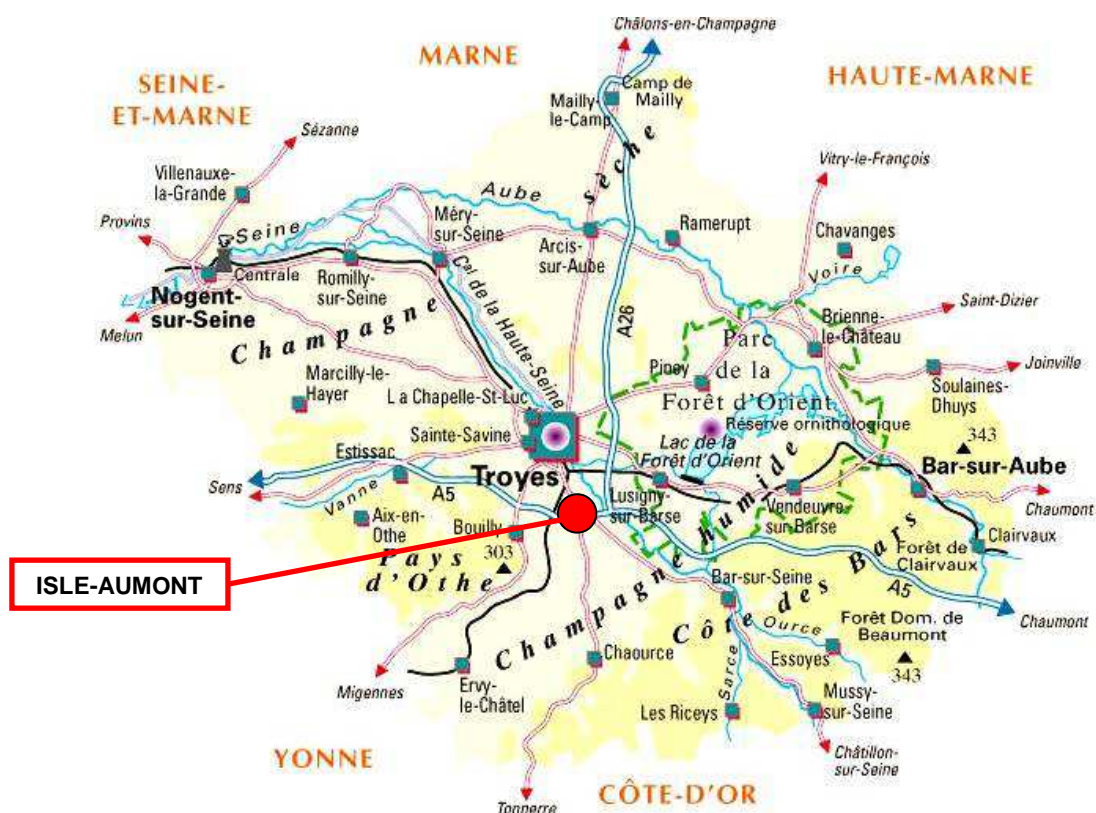 Châlons-en-Champagne
MARNE
HAUTE-MARNE
SEINE-
ET-MARNE
Camp de
Mailly
Mailly-
le-Camp
Sézanne
Vitry-le-François
Villenauxe-
la-Grande
sèche
Aube
Provins
Seine
Méry-
sur-Seine
Ramerupt
Chavanges
Arcis-
sur-Aube
Voire
Centrale
Romilly-
sur-Seine
Cal de la Haute-Seine
Nogent-
sur-Seine
Saint-Dizier
Melun
Champagne
A26
Brienne-
le-Château
Parc
de la
Forêt d'Orient
Piney
Joinville
Marcilly-le-
Hayer
Soulaines-
Dhuys
La Chapelle-St-Luc
Réserve ornithologique
Sainte-Savine
343
Estissac
Lac de la
Forêt d'Orient
Bar-sur-Aube
Troyes
Sens
Vanne
A5
Lusigny-
sur-Barse
Vendeuvre-
sur-Barse
Chaumont
Aix-en-
Othe
Bouilly
humide
Clairvaux
303
Pays
d'Othe
Forêt de
Clairvaux
ISLE-AUMONT
Bar-sur-Seine
A5
Champagne
Côte des Bars
Ource
Forêt Dom. de
Beaumont
Chaumont
Chaource
Essoyes
343
Migennes
Ervy-
le-Châtel
Sarce
Les Riceys
Mussy-
sur-Seine
YONNE
Châtillon-
sur-Seine
CÔTE-D'OR
Tonnerre